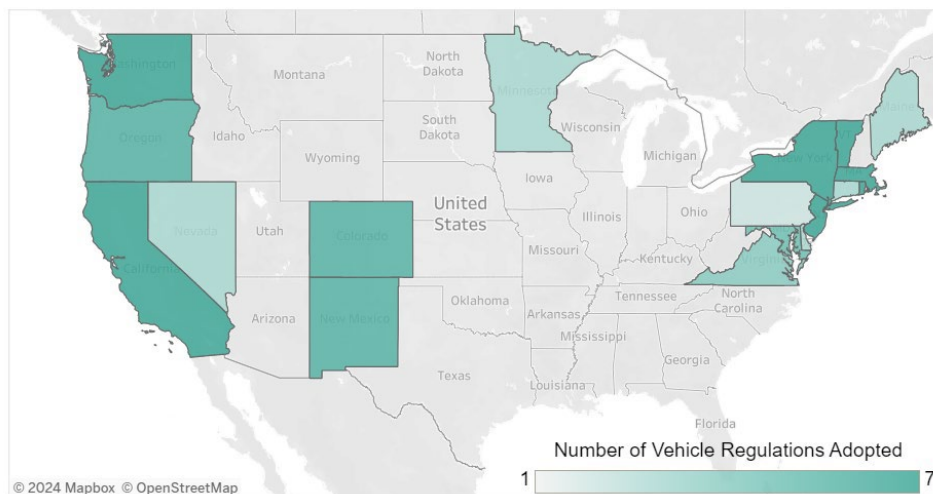 Washington
Montana
North
Dakota
Minnesota
Maine
Oregon
Idaho
South
Dakota
Wisconsin
VT
New York
Wyoming
Michigan
Iowa
Nevada
Utah
Colorado
United
States
Illinois
Ohio
California
Missouri
Kentucky
Virginia
Arizona
New Mexico
Oklahoma
Arkansas
Tennessee
North
Carolina
Mississippi
Texas
Louisiana
Georgia
Florida
Number of Vehicle Regulations Adopted
1
7
© 2024 Mapbox © OpenStreetMap